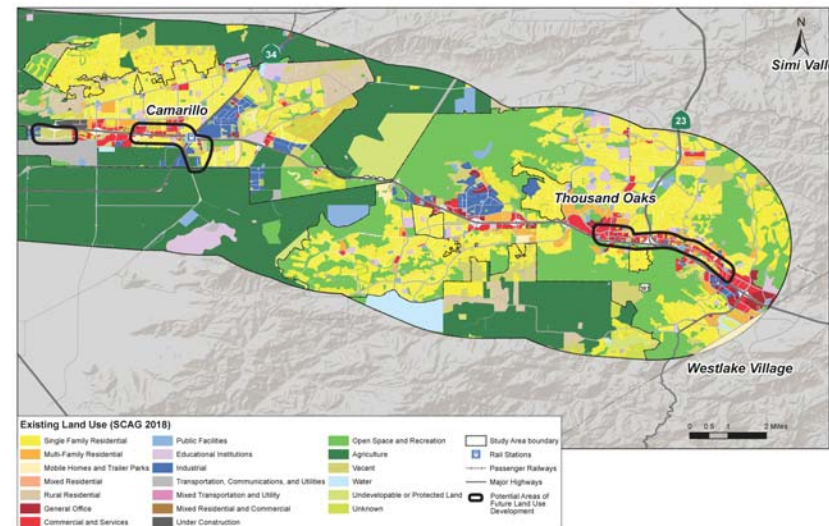 N
Simi Valle
34
Camarillo
23
Thousand Oaks
Westlake Village
0 0.5 1 2 Miles
Existing Land Use (SCAG 2018)
Single Family Residential
Multi-Family Residential
Mobile Homes and Trailer Parks
Mixed Residential
Rural Residential
General Office
Commercial and Services
Public Facilities
Educational Institutions
Industrial
Transportation, Communications, and Utilities
Mixed Transportation and Utility
Mixed Residential and Commercial
Under Construction
Open Space and Recreation
Agriculture
Vacant
Water
Undevelopable or Protected Land
Unknown
Study Area boundary
Rail Stations
Passenger Railways
Major Highways
Potential Areas of
Future Land Use
Development